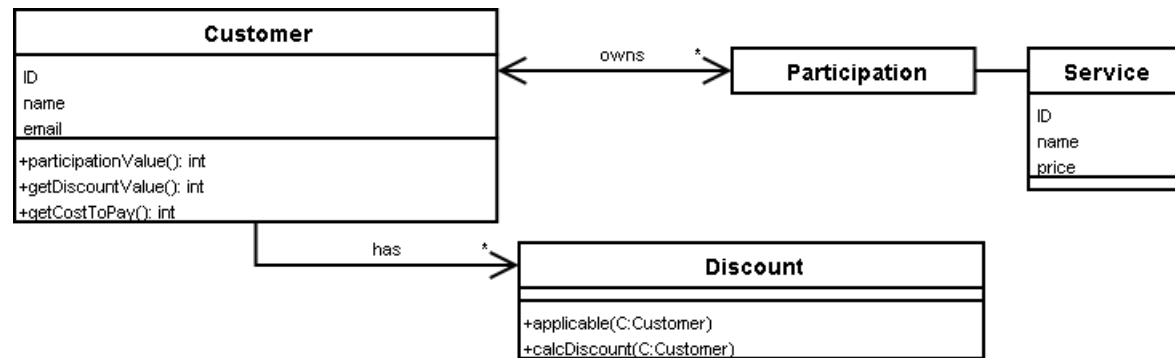 Customer
ID
name
email
+participationValue(): int
+getDiscountValue(): int
+getCostToPay(): int
owns
*
Participation
Service
ID
name
price
has
*
Discount
+applicable(C:Customer)
+calcDiscount(C:Customer)